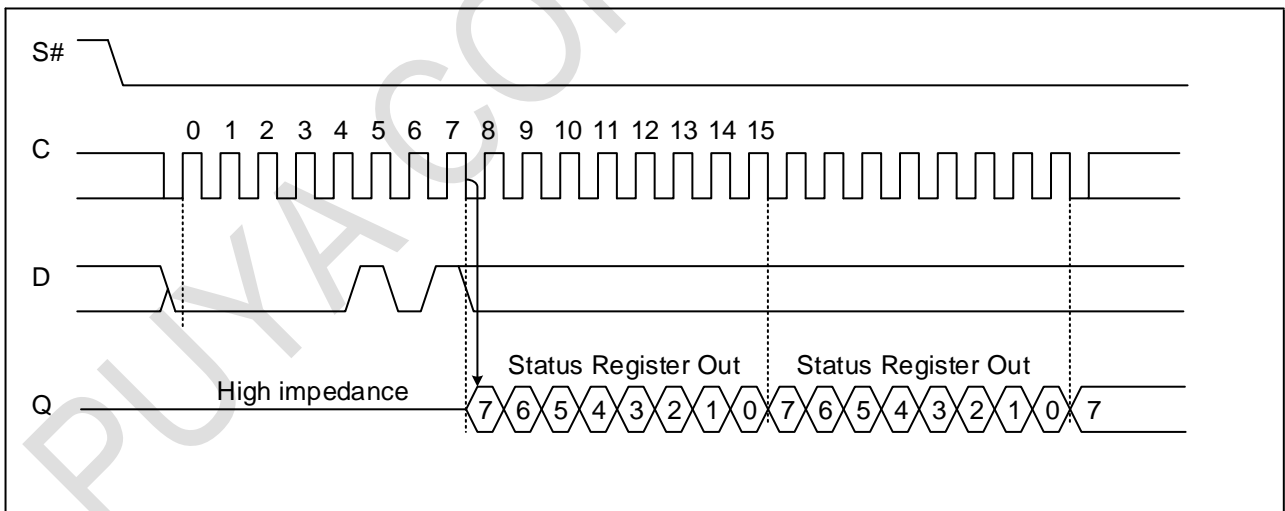 S#
0 1 2 3 4 5 6 7 8 9 10 11 12 13 14 15
C
D
Status Register Out Status Register Out
High impedance
Q 7 6 5 4 3 2 1 0 7 6 5 4 3 2 1 0 7
PUYA